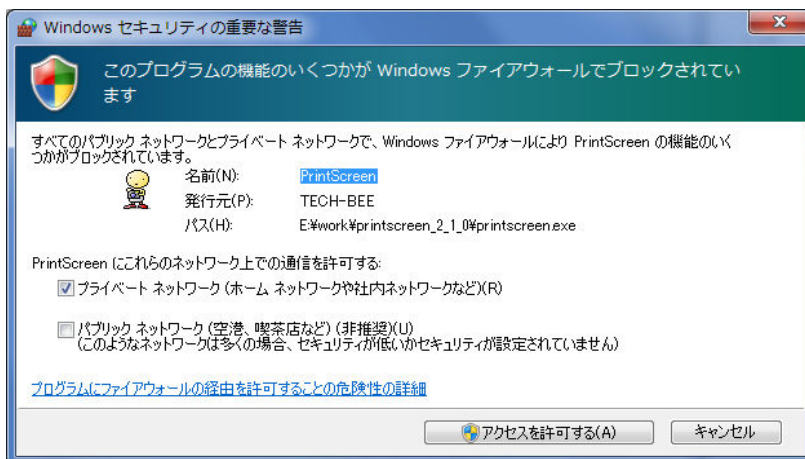 Windows セキュリティの重要な警告
このプログラムの機能のいくつかが Windows ファイアウォールでブロックされてい
ます
すべてのパブリック ネットワークとプライベート ネットワークで、Windows ファイアウォールにより PrintScreen の機能のいく
つかがブロックされています。
名前(N): PrintScreen
発行元(P): TECH-BEE
パス(H): E:¥work¥printscreen_2_1_0¥printscreen.exe
PrintScreen にこれらのネットワーク上での通信を許可する:
プライベート ネットワーク (ホーム ネットワークや社内ネットワークなど)(R)
パブリック ネットワーク (空港、喫茶店など) (非推奨)(U)
(このようなネットワークは多くの場合、セキュリティが低いかセキュリティが設定されていません)
プログラムにファイアウォールの経由を許可することの危険性の詳細
アクセスを許可する(A) キャンセル